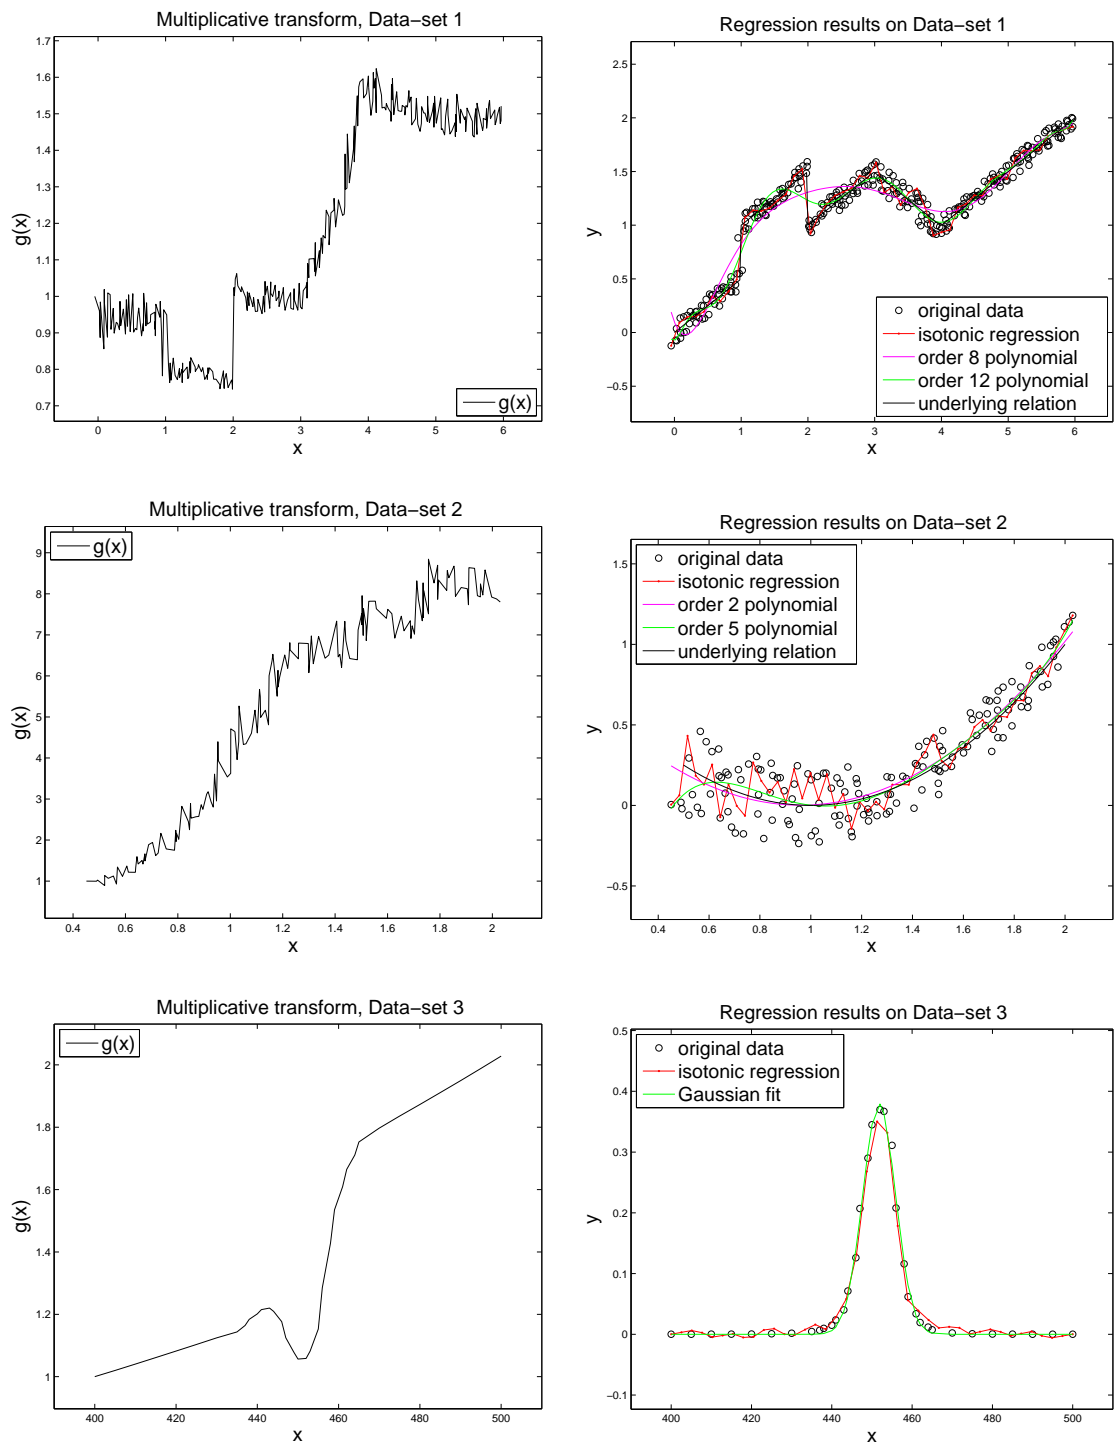 Multiplicative transform, Data−set 1
1.7
1.6
1.5
1.4
1.3
1.2
1.1
1
0.9
0.8
0.7
g(x)
g(x)
0 1 2 3 4 5 6
x
Regression results on Data−set 1
2.5
2
1.5
1
0.5
0
−0.5
y
original data
isotonic regression
order 8 polynomial
order 12 polynomial
underlying relation
0 1 2 3 4 5 6
x
Multiplicative transform, Data−set 2
g(x)
9
8
7
6
5
4
3
2
1
g(x)
0.4 0.6 0.8 1 1.2 1.4 1.6 1.8 2
x
Regression results on Data−set 2
1.5
1
0.5
0
−0.5
y
original data
isotonic regression
order 2 polynomial
order 5 polynomial
underlying relation
0.4 0.6 0.8 1 1.2 1.4 1.6 1.8 2
x
Multiplicative transform, Data−set 3
g(x)
2
1.8
1.6
1.4
1.2
1
g(x)
400 420 440 460 480 500
x
Regression results on Data−set 3
0.5
0.4
0.3
0.2
0.1
0
−0.1
y
original data
isotonic regression
Gaussian fit
400 420 440 460 480 500
x